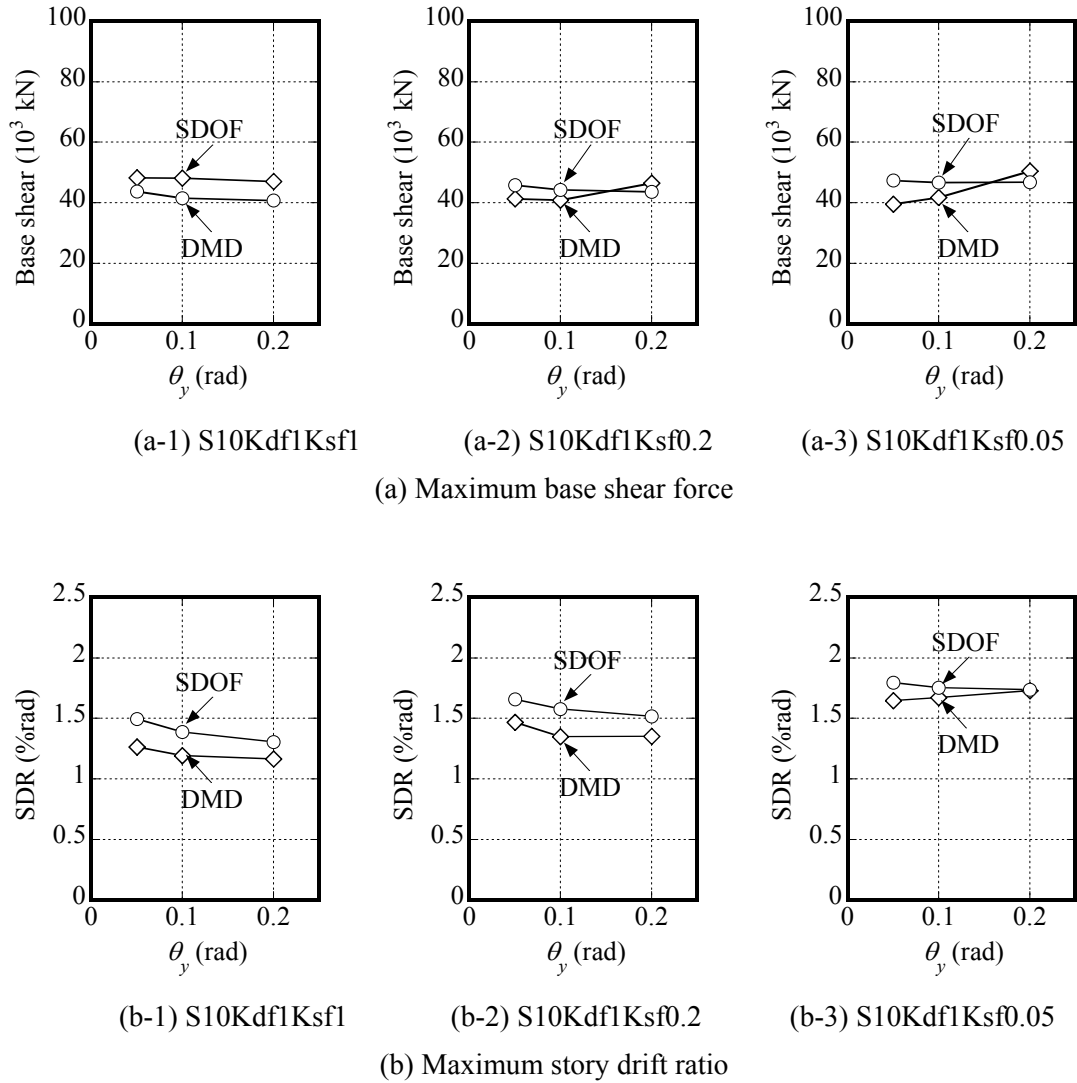 100
80
60
40
20
0
Base shear (10³ kN)
SDOF
DMD
0 0.1 0.2
θy (rad)
(a-1) S10Kdf1Ksf1
100
80
60
40
20
0
Base shear (10³ kN)
SDOF
DMD
0 0.1 0.2
θy (rad)
(a-2) S10Kdf1Ksf0.2
100
80
60
40
20
0
Base shear (10³ kN)
SDOF
DMD
0 0.1 0.2
θy (rad)
(a-3) S10Kdf1Ksf0.05
(a) Maximum base shear force
2.5
2
1.5
1
0.5
0
SDR (%rad)
SDOF
DMD
0 0.1 0.2
θy (rad)
(b-1) S10Kdf1Ksf1
2.5
2
1.5
1
0.5
0
SDR (%rad)
SDOF
DMD
0 0.1 0.2
θy (rad)
(b-2) S10Kdf1Ksf0.2
2.5
2
1.5
1
0.5
0
SDR (%rad)
SDOF
DMD
0 0.1 0.2
θy (rad)
(b-3) S10Kdf1Ksf0.05
(b) Maximum story drift ratio